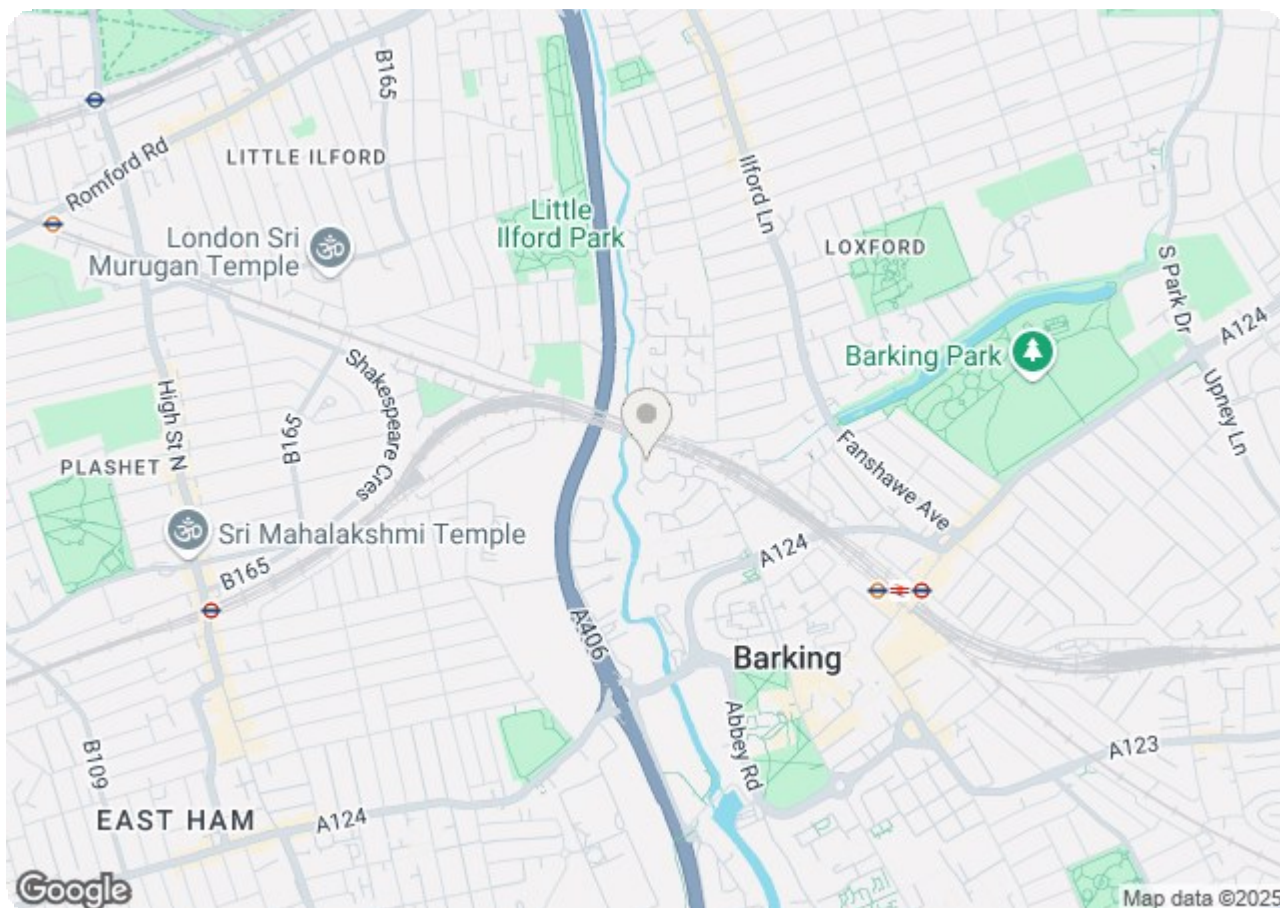 B165
Romford Rd
LITTLE ILFORD
Ilford Ln
London Sri
Murugan Temple
Little
Ilford Park
LOXFORD
S Park Dr
A124
Barking Park
Shakespeare Cres
High St N
B165
Upney Ln
PLASHET
Fanshawe Ave
Sri Mahalakshmi Temple
B165
A124
A406
Barking
Abbey Rd
B109
A123
EAST HAM
A124
Google
Map data ©2025